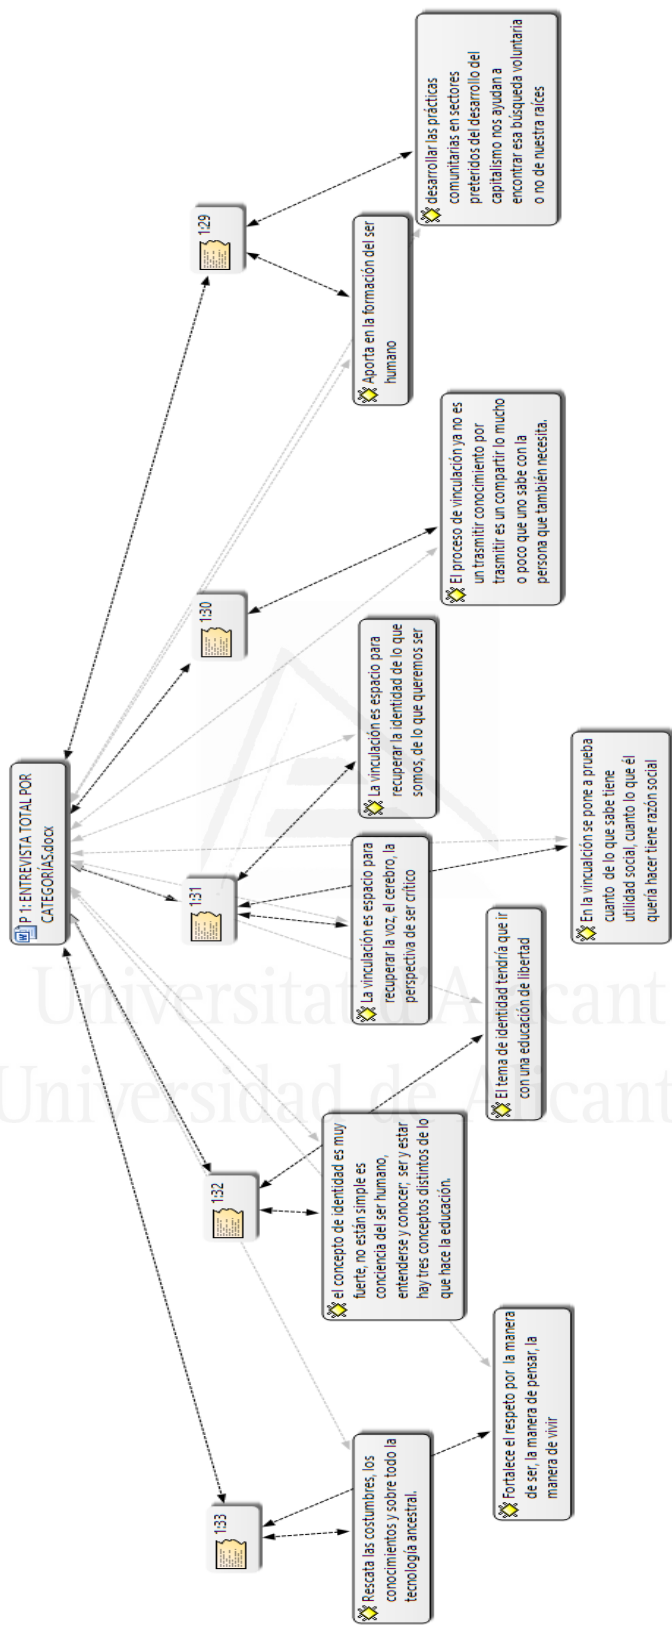 P 1: ENTREVISTA TOTAL POR
CATEGORÍAS.docx
1:33
1:32
1:31
1:30
1:29
Rescata las costumbres, los
conocimientos y sobre todo la
tecnología ancestral.
Fortalece el respeto por la manera
de ser, la manera de pensar, la
manera de vivir
el concepto de identidad es muy
fuerte, no están simple es
conciencia del ser humano,
entenderse y conocer; ser y estar
hay tres conceptos distintos de lo
que hace la educación.
El tema de identidad tendría que ir
con una educación de libertad
La vinculación es espacio para
recuperar la voz, el cerebro, la
perspectiva de ser crítico
En la vincualción se pone a prueba
cuanto de lo que sabe tiene
utilidad social, cuanto lo que él
quería hacer tiene razón social
La vinculación es espacio para
recuperar la identidad de lo que
somos, de lo que queremos ser
El proceso de vinculación ya no es
un trasmitir conocimiento por
trasmitir es un compartir lo mucho
o poco que uno sabe con la
persona que también necesita.
Aporta en la formación del ser
humano
desarrollar las prácticas
comunitarias en sectores
preteridos del desarrollo del
capitalismo nos ayudan a
encontrar esa búsqueda voluntaria
o no de nuestra raíces
Universitat d'Alacant
Universidad de Alicante